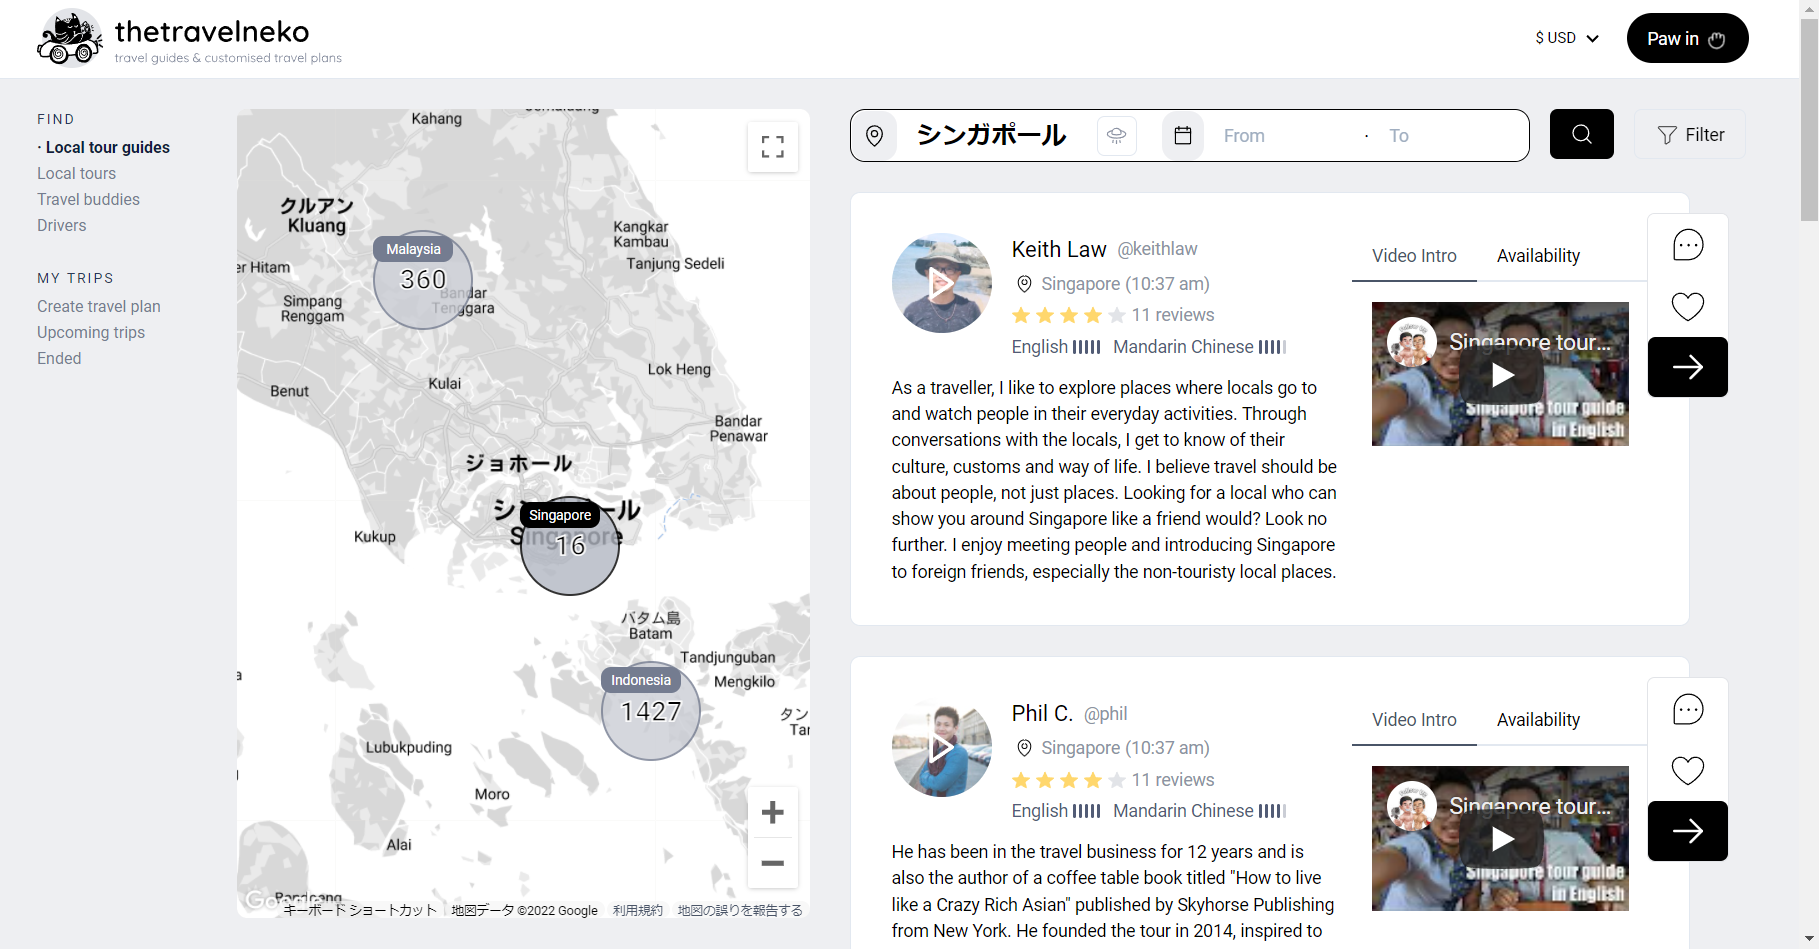 thetravelneko
travel guides & customised travel plans
$ USD
Paw in
FIND
· Local tour guides
Local tours
Travel buddies
Drivers
MY TRIPS
Create travel plan
Upcoming trips
Ended
Kahang
クルアン
Kluang
Kangkar
Kambau
Tanjung Sedeli
Malaysia
360
er Hitam
Bandar
Tenggara
Simpang
Renggam
Lok Heng
Kulai
Benut
Bandar
Penawar
ジョホール
Singapore
16
Singapore
Kukup
バタム島
Batam
Tandjunguban
Mengkilo
Indonesia
1427
タン
Lubukpuding
Moro
Alai
Google
キーボード ショートカット
地図データ ©2022 Google
利用規約
地図の誤りを報告する
シンガポール
From
·
To
Filter
Keith Law @keithlaw
Singapore (10:37 am)
11 reviews
English
Mandarin Chinese
As a traveller, I like to explore places where locals go to
and watch people in their everyday activities. Through
conversations with the locals, I get to know of their
culture, customs and way of life. I believe travel should be
about people, not just places. Looking for a local who can
show you around Singapore like a friend would? Look no
further. I enjoy meeting people and introducing Singapore
to foreign friends, especially the non-touristy local places.
Video Intro
Availability
Singapore tour...
Singapore tour guide
in English
Phil C. @phil
Singapore (10:37 am)
11 reviews
English
Mandarin Chinese
He has been in the travel business for 12 years and is
also the author of a coffee table book titled "How to live
like a Crazy Rich Asian" published by Skyhorse Publishing
from New York. He founded the tour in 2014, inspired to
Video Intro
Availability
Singapore tour...
Singapore tour guide
in English